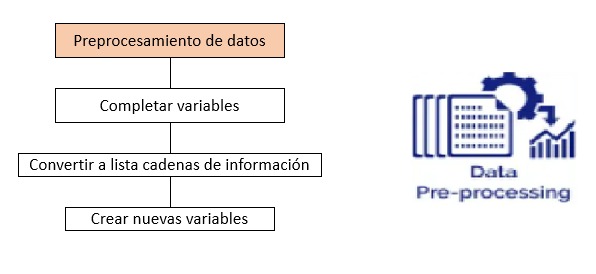 Preprocesamiento de datos
Completar variables
Convertir a lista cadenas de información
Crear nuevas variables
Data
Pre-processing